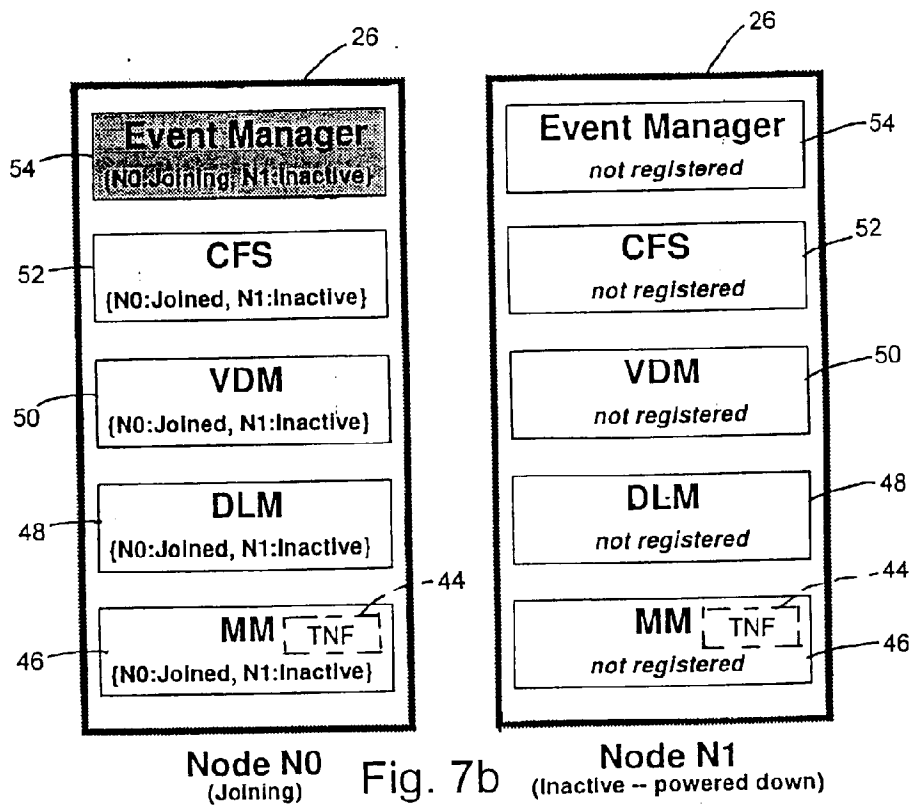 26
Event Manager
54
{N0:Joining, N1:Inactive}
CFS
52
{N0:Joined, N1:Inactive}
VDM
50
{N0:Joined, N1:Inactive}
DLM
48
{N0:Joined, N1:Inactive}
44
MM
TNF
46
{N0:Joined, N1:Inactive}
Node N0
(Joining)
26
Event Manager
54
not registered
52
CFS
not registered
50
VDM
not registered
48
DLM
not registered
44
MM
TNF
46
not registered
Node N1
(Inactive -- powered down)
Fig. 7b